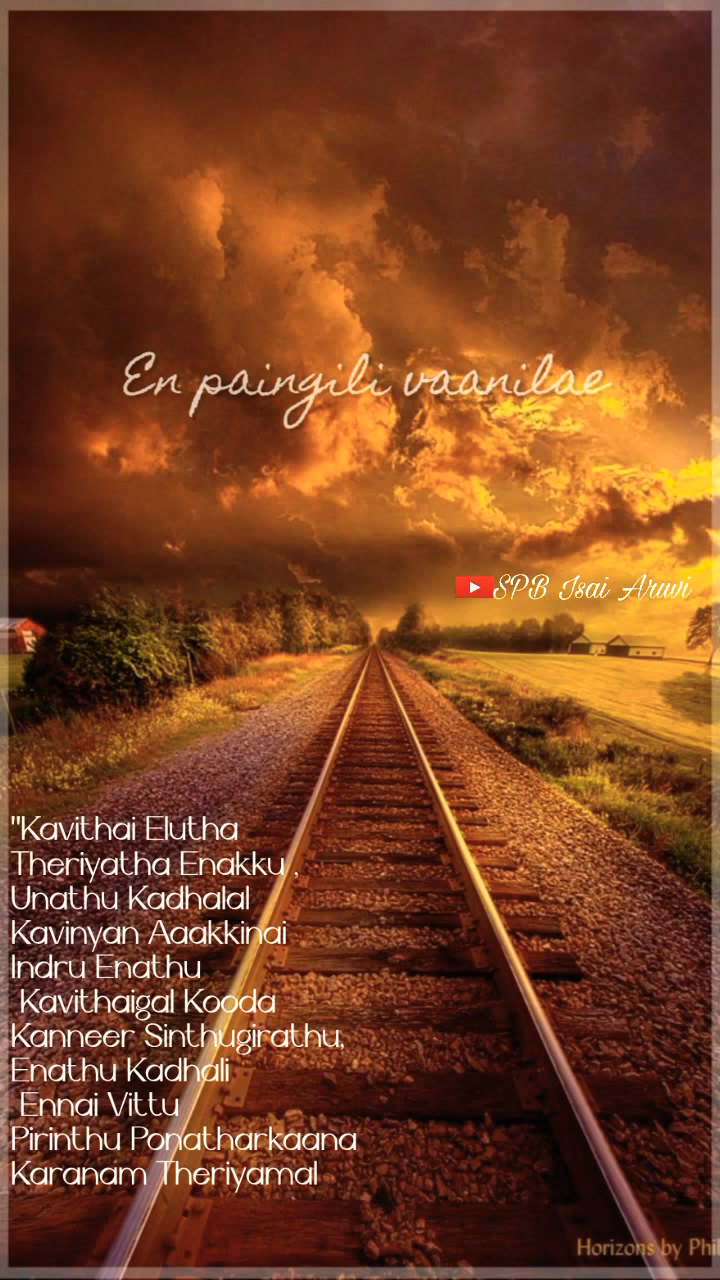 En paingili vaanilae
SPB Isai Aruvi
"Kavithai Elutha
Theriyatha Enakku ,
Unathu Kadhalal
Kavinyan Aaakkinai
Indru Enathu
Kavithaigal Kooda
Kanneer Sinthugirathu,
Enathu Kadhali
Ennai Vittu
Pirinthu Ponatharkaana
Karanam Theriyamal
Horizons by Phil